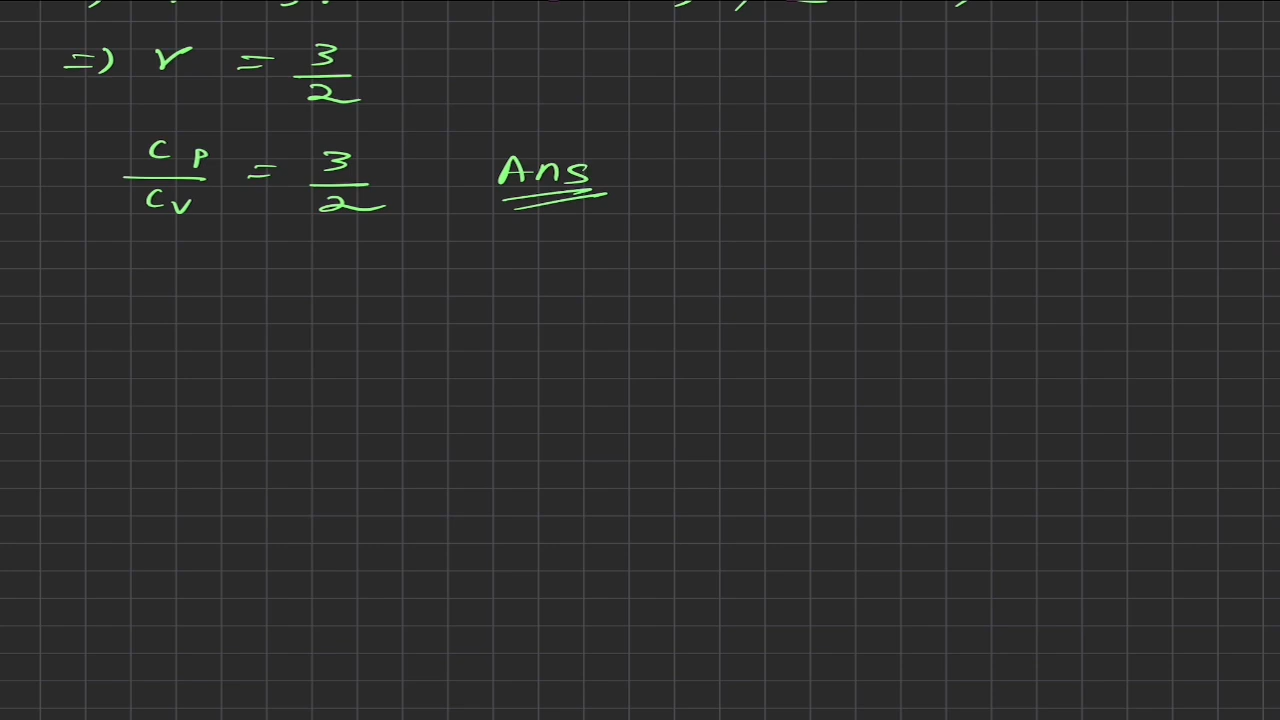 =) r = 3/2
Cp/Cv = 3/2 Ans